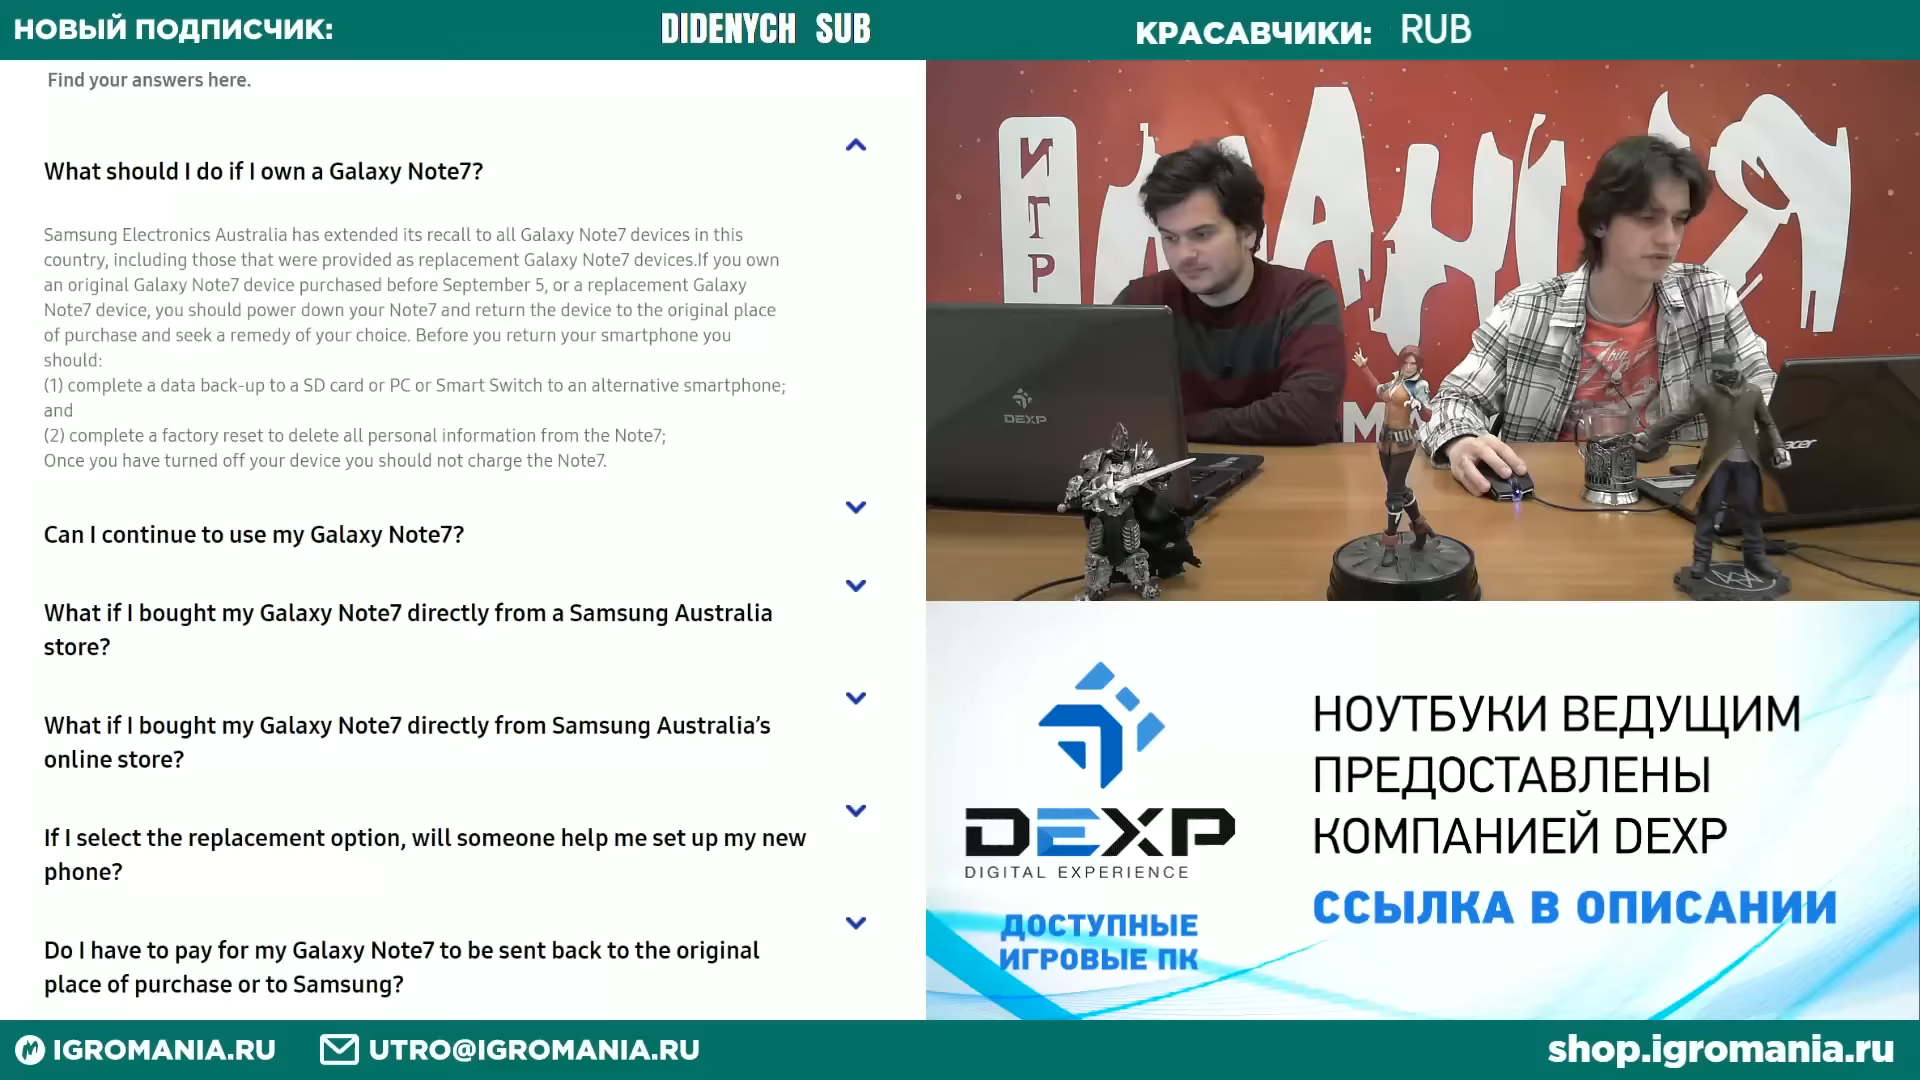 НОВЫЙ ПОДПИСЧИК:
DIDENYCH SUB
КРАСАВЧИКИ: RUB
Find your answers here.
What should I do if I own a Galaxy Note7?
Samsung Electronics Australia has extended its recall to all Galaxy Note7 devices in this
country, including those that were provided as replacement Galaxy Note7 devices.If you own
an original Galaxy Note7 device purchased before September 5, or a replacement Galaxy
Note7 device, you should power down your Note7 and return the device to the original place
of purchase and seek a remedy of your choice. Before you return your smartphone you
should:
(1) complete a data back-up to a SD card or PC or Smart Switch to an alternative smartphone;
and
(2) complete a factory reset to delete all personal information from the Note7;
Once you have turned off your device you should not charge the Note7.
Can I continue to use my Galaxy Note7?
What if I bought my Galaxy Note7 directly from a Samsung Australia
store?
What if I bought my Galaxy Note7 directly from Samsung Australia’s
online store?
If I select the replacement option, will someone help me set up my new
phone?
Do I have to pay for my Galaxy Note7 to be sent back to the original
place of purchase or to Samsung?
ИГР
МАНИЯ
DEXP
acer
DEXP
DIGITAL EXPERIENCE
ДОСТУПНЫЕ
ИГРОВЫЕ ПК
НОУТБУКИ ВЕДУЩИМ
ПРЕДОСТАВЛЕНЫ
КОМПАНИЕЙ DEXP
ССЫЛКА В ОПИСАНИИ
IGROMANIA.RU
UTRO@IGROMANIA.RU
shop.igromania.ru